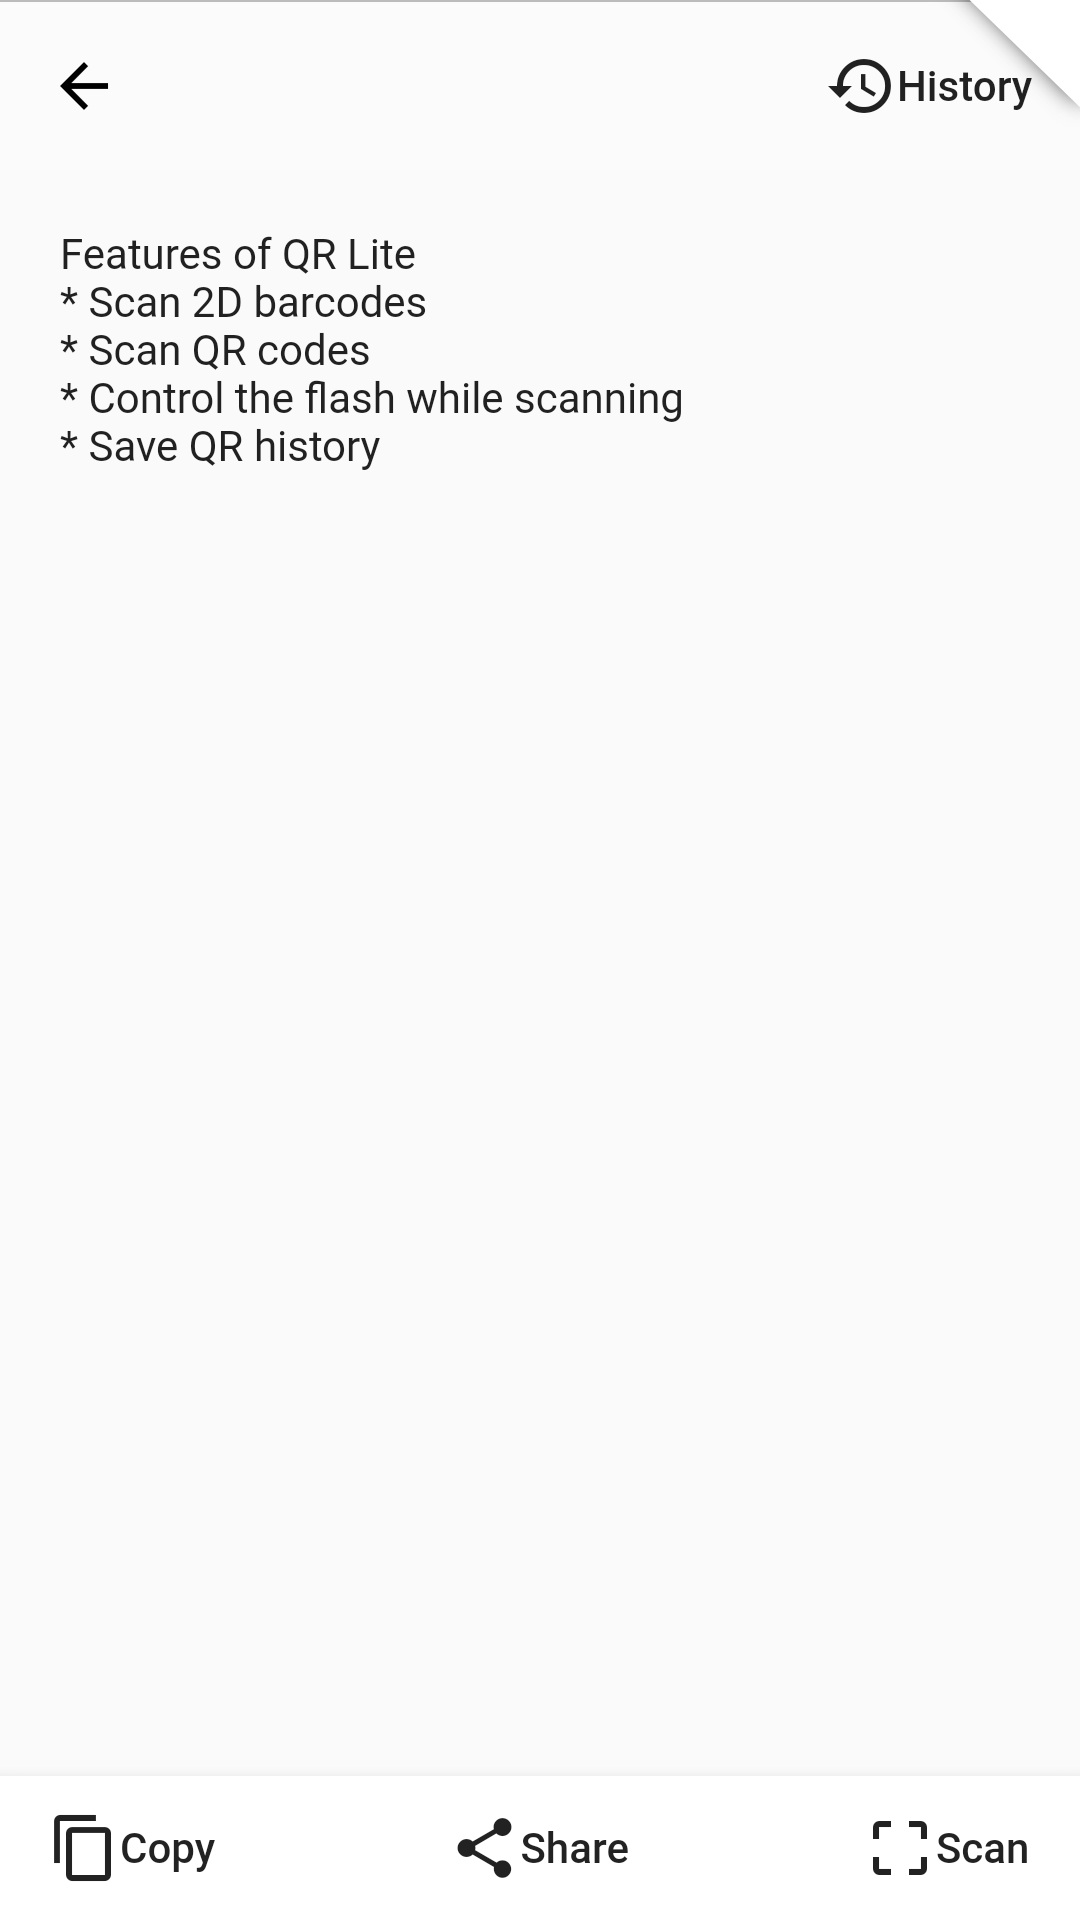 History
Features of QR Lite
* Scan 2D barcodes
* Scan QR codes
* Control the flash while scanning
* Save QR history
Copy
Share
Scan